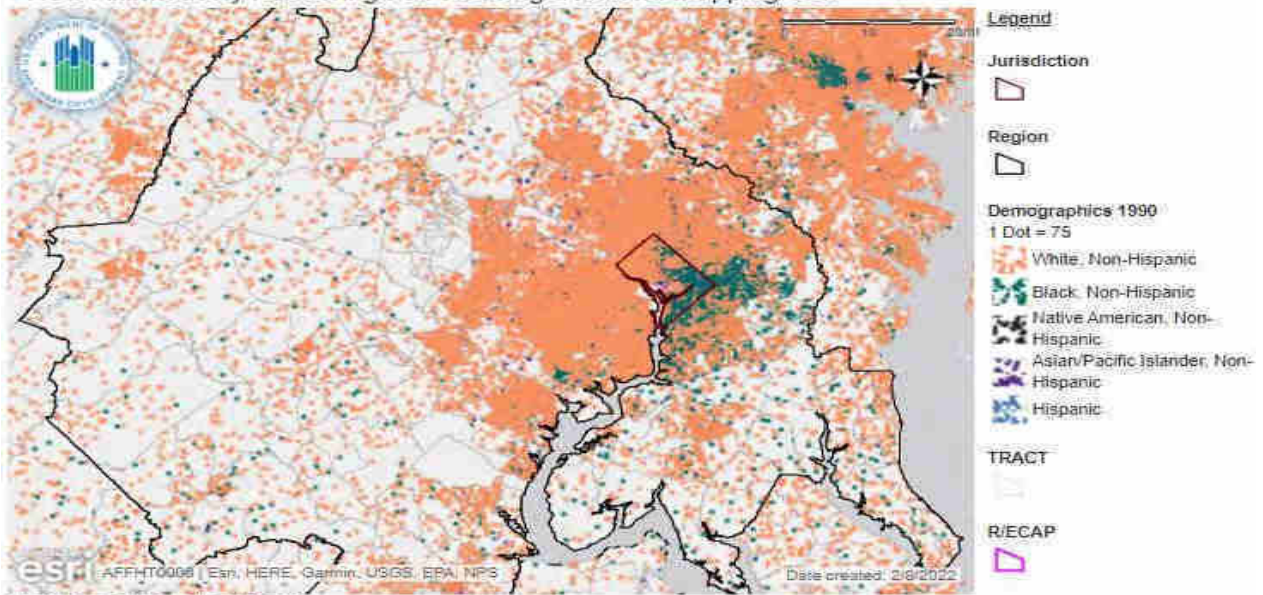 Legend
Jurisdiction
Region
Demographics 1990
1 Dot = 75
White, Non-Hispanic
Black, Non-Hispanic
Native American, Non-
Hispanic
Asian/Pacific Islander, Non-
Hispanic
Hispanic
TRACT
R/ECAP
esri
AFFHT0006 | Esri, HERE, Garmin, USGS, EPA, NPS
Date created: 2/8/2022